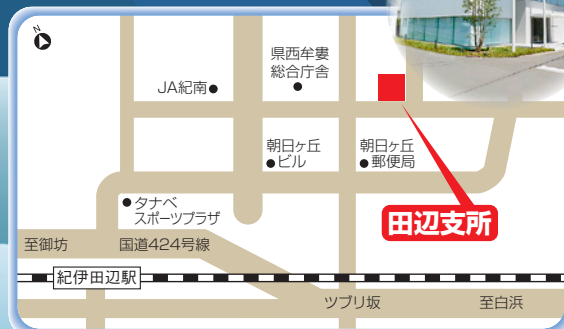 N
県西牟婁
総合庁舎
JA紀南
朝日ヶ丘
ビル
朝日ヶ丘
郵便局
タナベ
スポーツプラザ
田辺支所
至御坊
国道424号線
紀伊田辺駅
ツブリ坂
至白浜